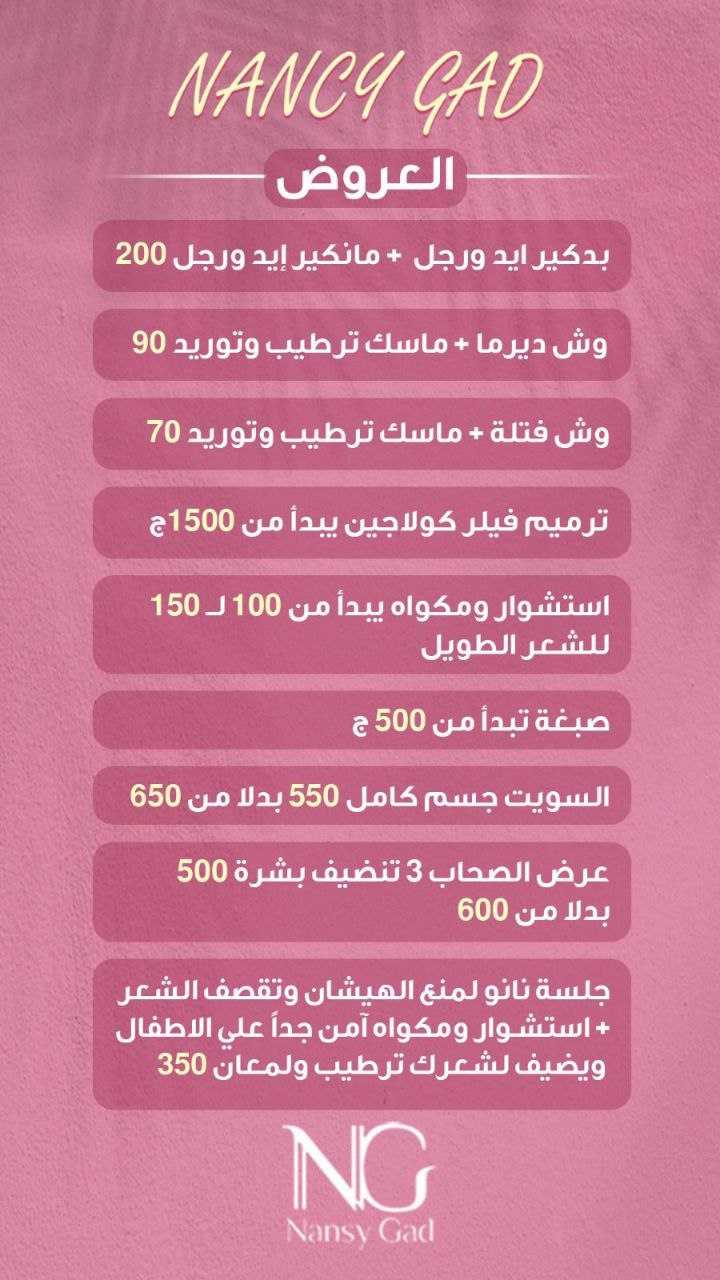 NANCY GAD
العروض
بدكير ايد ورجل + مانكير إيد ورجل 200
وش ديرما + ماسك ترطيب وتوريد 90
وش فتلة + ماسك ترطيب وتوريد 70
ترميم فيلر كولاجين يبدأ من 1500ج
استشوار ومكواه يبدأ من 100 لـ 150
للشعر الطويل
صبغة تبدأ من 500 ج
السويت جسم كامل 550 بدلا من 650
عرض الصحاب 3 تنضيف بشرة 500
بدلا من 600
جلسة نانو لمنع الهيشان وتقصف الشعر
+ استشوار ومكواه آمن جداً علي الاطفال
ويضيف لشعرك ترطيب ولمعان 350
NG
Nansy Gad